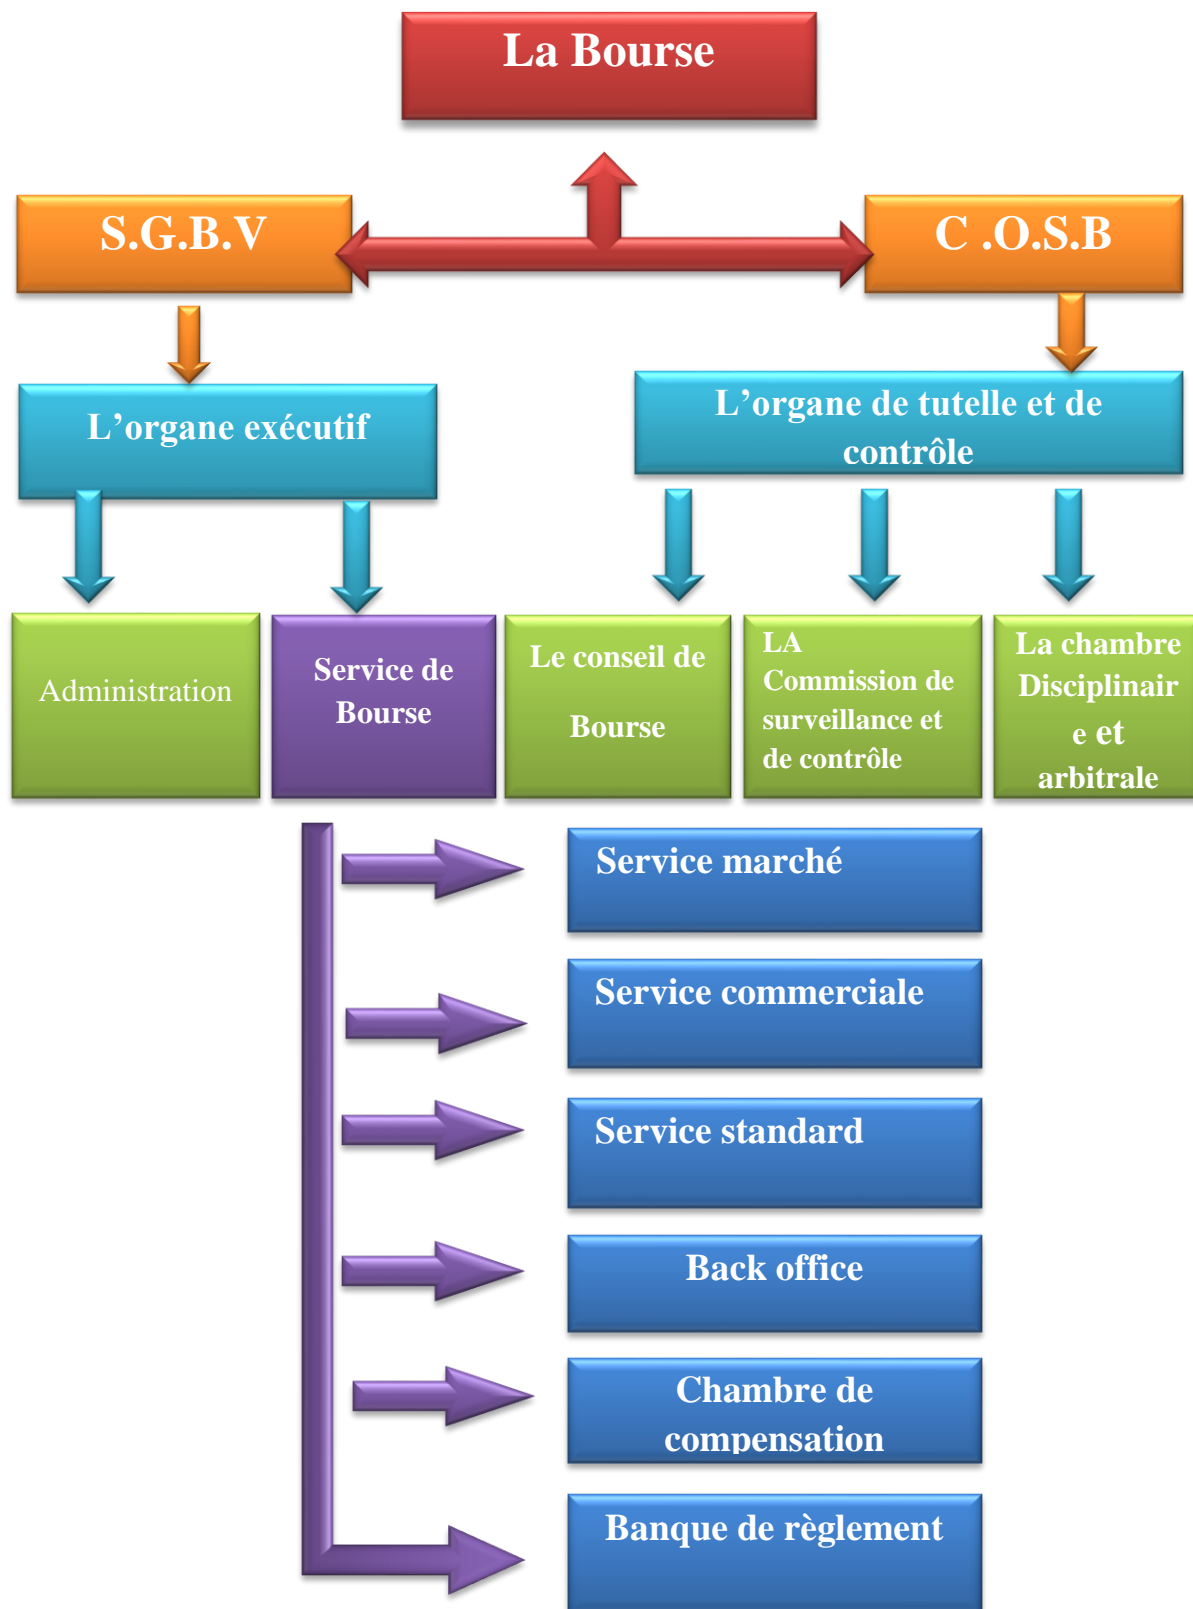 La Bourse
S.G.B.V
C .O.S.B
L’organe exécutif
L’organe de tutelle et de
contrôle
Administration
Service de
Bourse
Le conseil de
Bourse
LA
Commission de
surveillance et
de contrôle
La chambre
Disciplinair
e et
arbitrale
Service marché
Service commerciale
Service standard
Back office
Chambre de
compensation
Banque de règlement